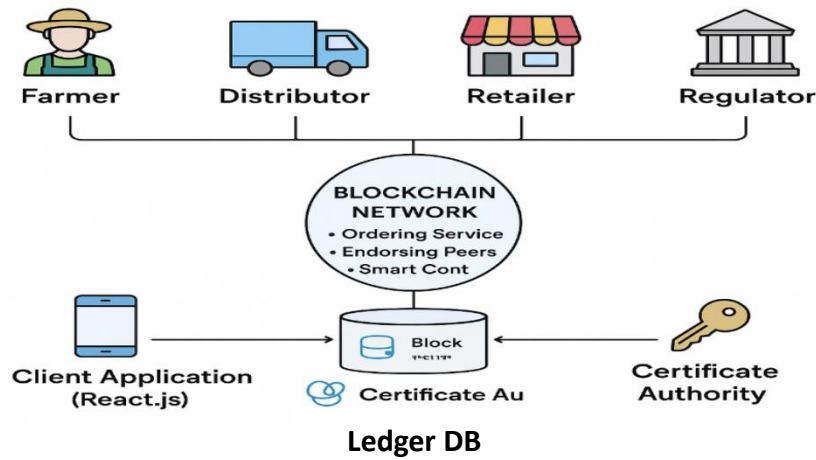 Farmer
Distributor
Retailer
Regulator
BLOCKCHAIN
NETWORK
• Ordering Service
• Endorsing Peers
• Smart Cont
Block
Client Application
(React.js)
Certificate Au
Certificate
Authority
Ledger DB